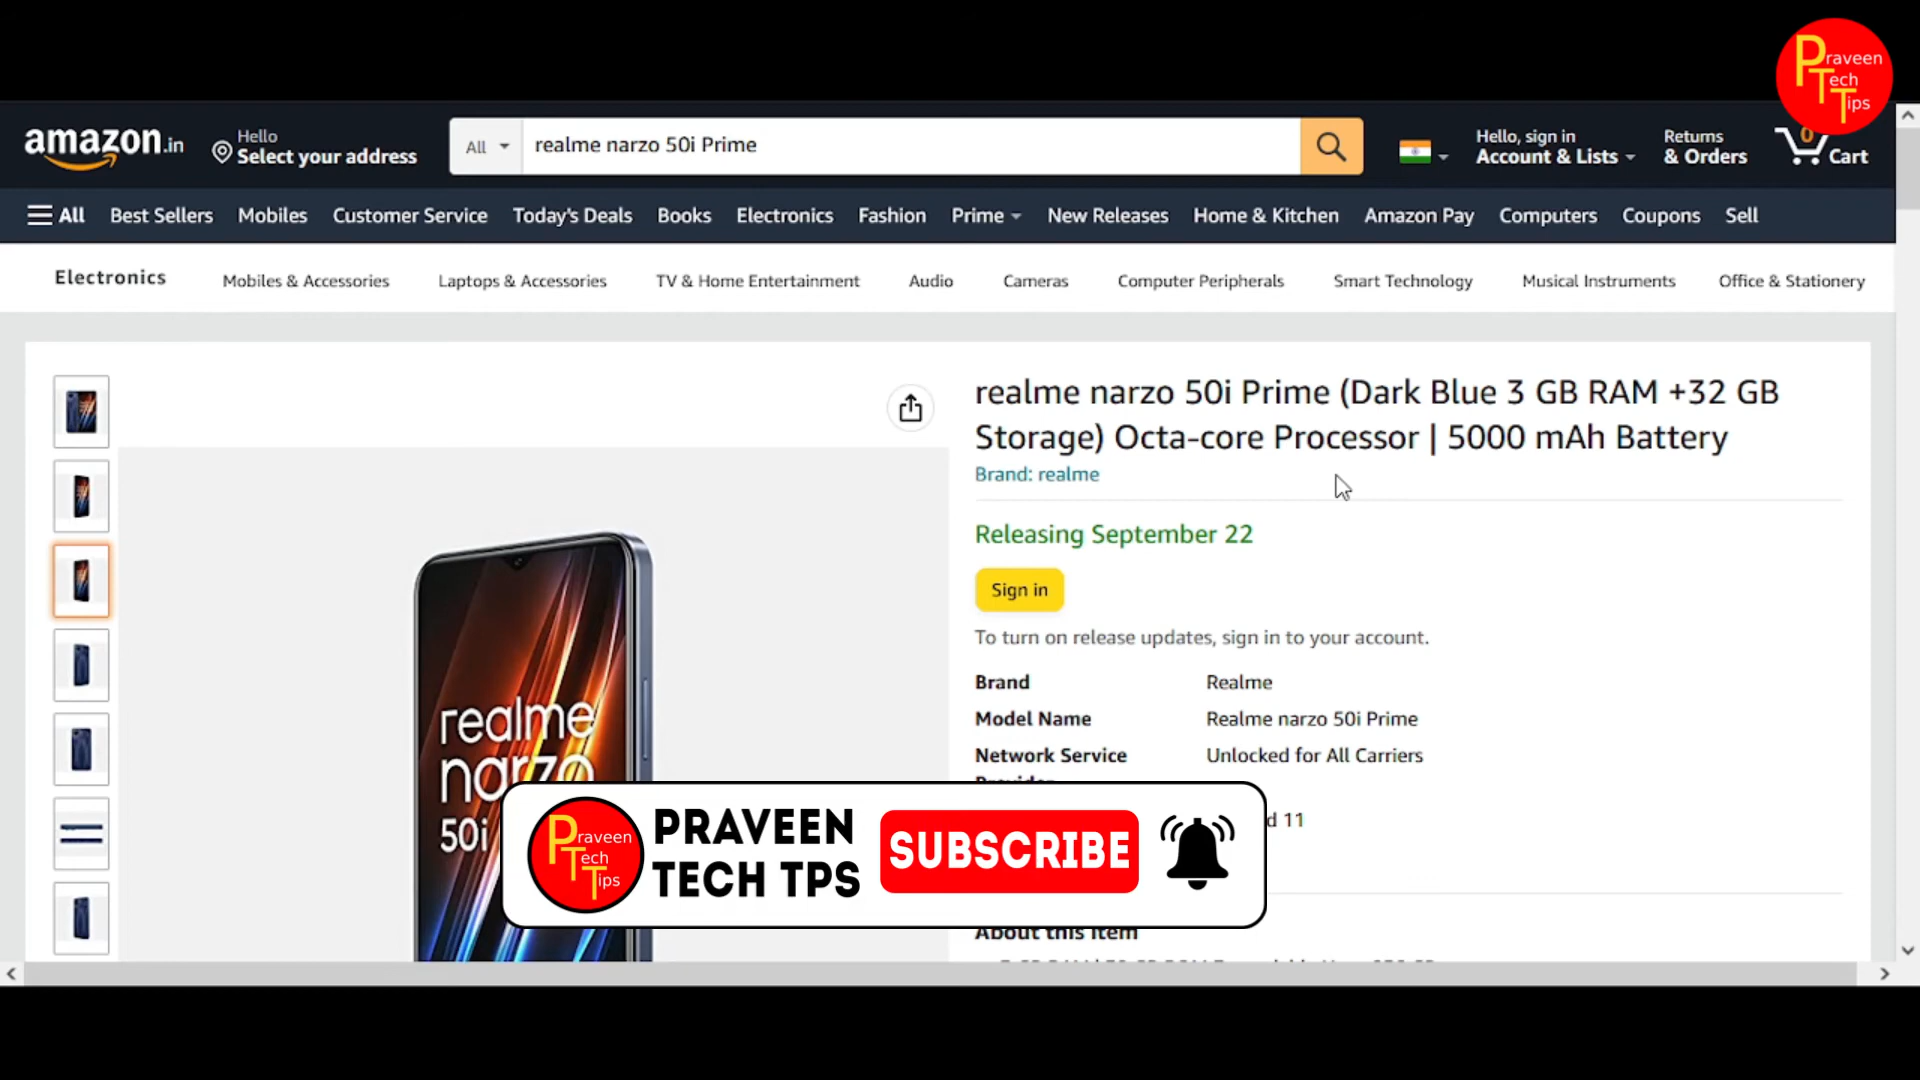 Praveen
Tech
Tips
amazon.in
Hello
Select your address
All
realme narzo 50i Prime
Hello, sign in
Account & Lists
Returns
& Orders
0
Cart
All
Best Sellers
Mobiles
Customer Service
Today's Deals
Books
Electronics
Fashion
Prime
New Releases
Home & Kitchen
Amazon Pay
Computers
Coupons
Sell
Electronics
Mobiles & Accessories
Laptops & Accessories
TV & Home Entertainment
Audio
Cameras
Computer Peripherals
Smart Technology
Musical Instruments
Office & Stationery
realme narzo 50i Prime (Dark Blue 3 GB RAM +32 GB
Storage) Octa-core Processor | 5000 mAh Battery
Brand: realme
Releasing September 22
Sign in
To turn on release updates, sign in to your account.
Brand Realme
Model Name Realme narzo 50i Prime
Network Service Unlocked for All Carriers
d 11
About this item
realme
narzo
50i
Praveen
Tech
Tips
PRAVEEN
TECH TPS
SUBSCRIBE